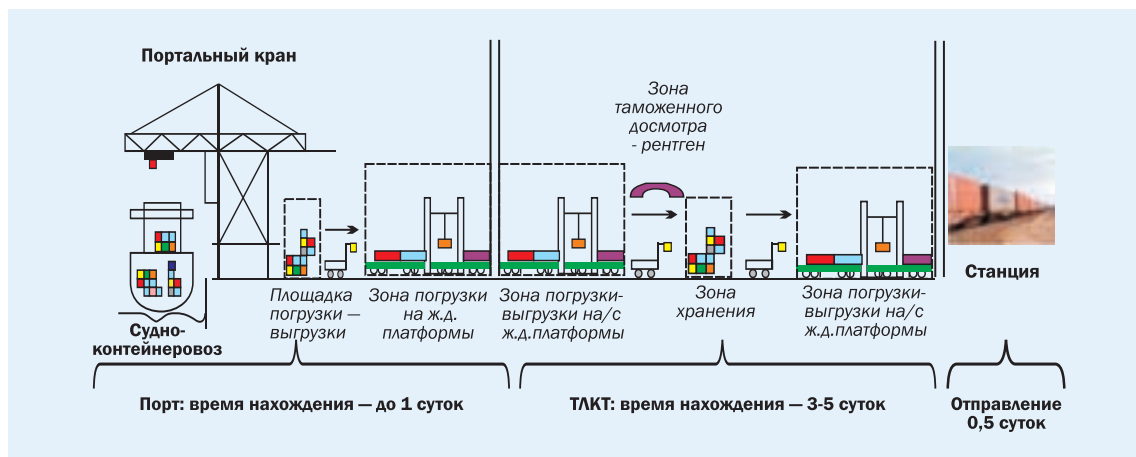 Портальный кран
Зона
таможенного
досмотра
- рентген
Станция
Судно-
контейнеровоз
Площадка
погрузки —
выгрузки
Зона погрузки
на ж.д.
платформы
Зона погрузки-
выгрузки на/с
ж.д.платформы
Зона
хранения
Зона погрузки-
выгрузки на/с
ж.д.платформы
Порт: время нахождения — до 1 суток
ТЛКТ: время нахождения — 3-5 суток
Отправление
0,5 суток